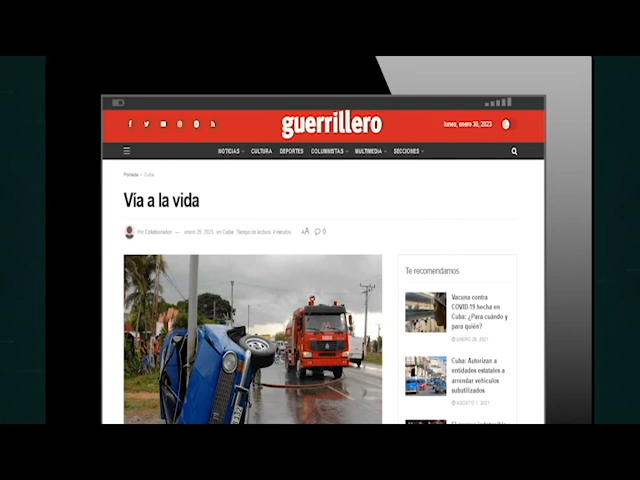 guerrillero
lunes, enero 30, 2023
NOTICIAS CULTURA DEPORTES COLUMNISTAS MULTIMEDIA SECCIONES
Portada > Cuba
Vía a la vida
Por Colaborador — enero 29, 2023 en Cuba Tiempo de lectura: 4 minutos AA 0
Te recomendamos
Vacuna contra
COVID-19 hecha en
Cuba: ¿Para cuándo y
para quién?
ENERO 28, 2021
Cuba: Autorizan a
entidades estatales a
arrendar vehículos
subutilizados
AGOSTO 1, 2021